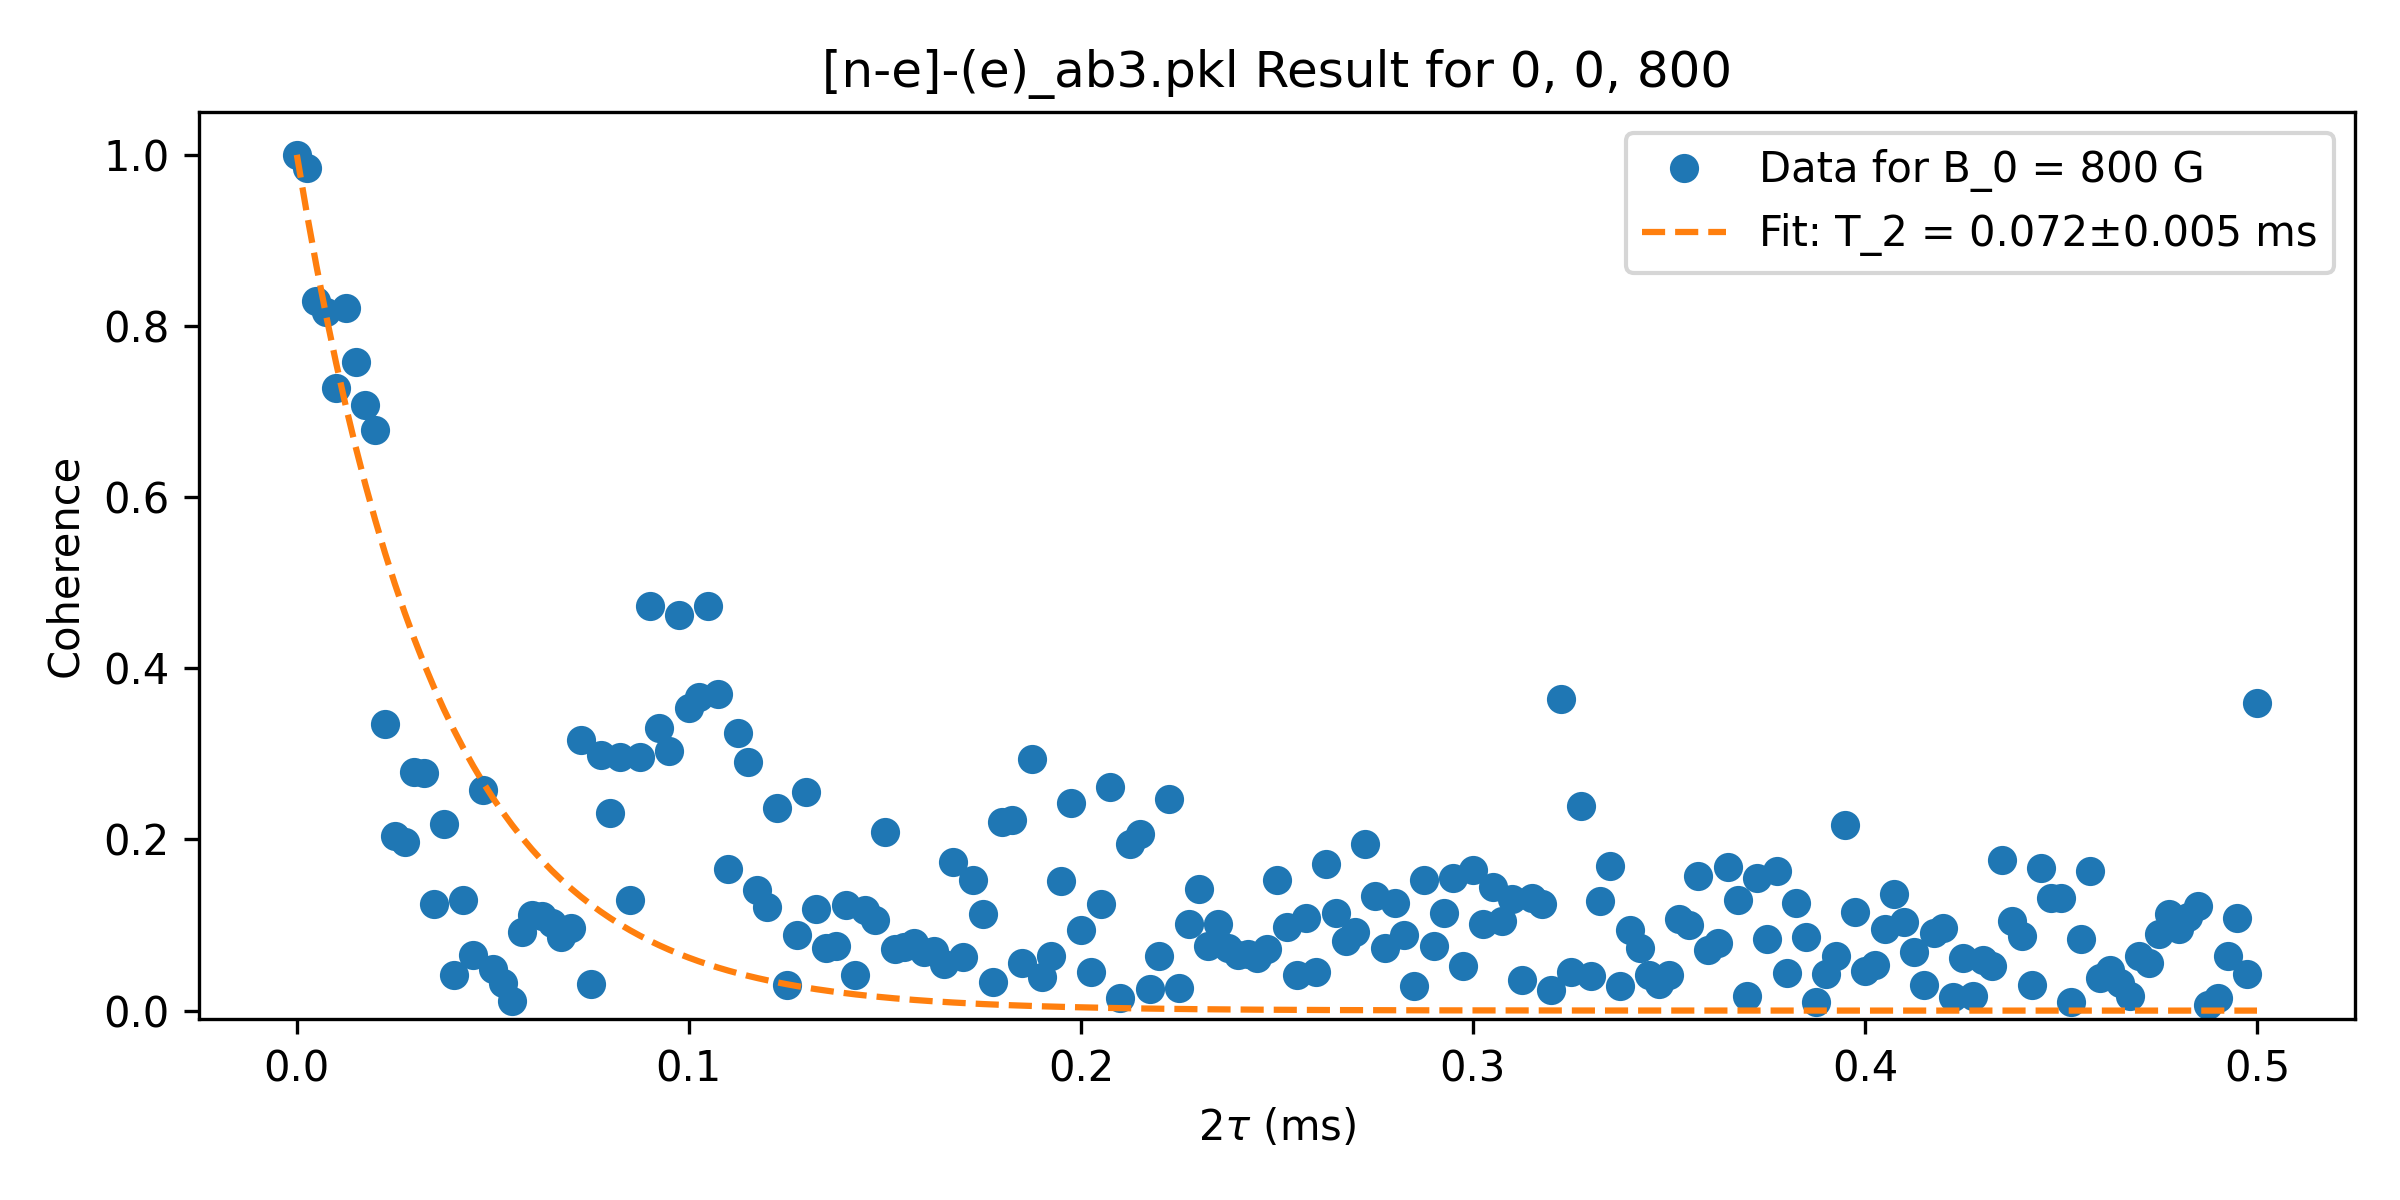 [n-e]-(e)_ab3.pkl Result for 0, 0, 800
Data for B_0 = 800 G
Fit: T_2 = 0.072±0.005 ms
Coherence
1.0
0.8
0.6
0.4
0.2
0.0
0.0 0.1 0.2 0.3 0.4 0.5
2τ (ms)